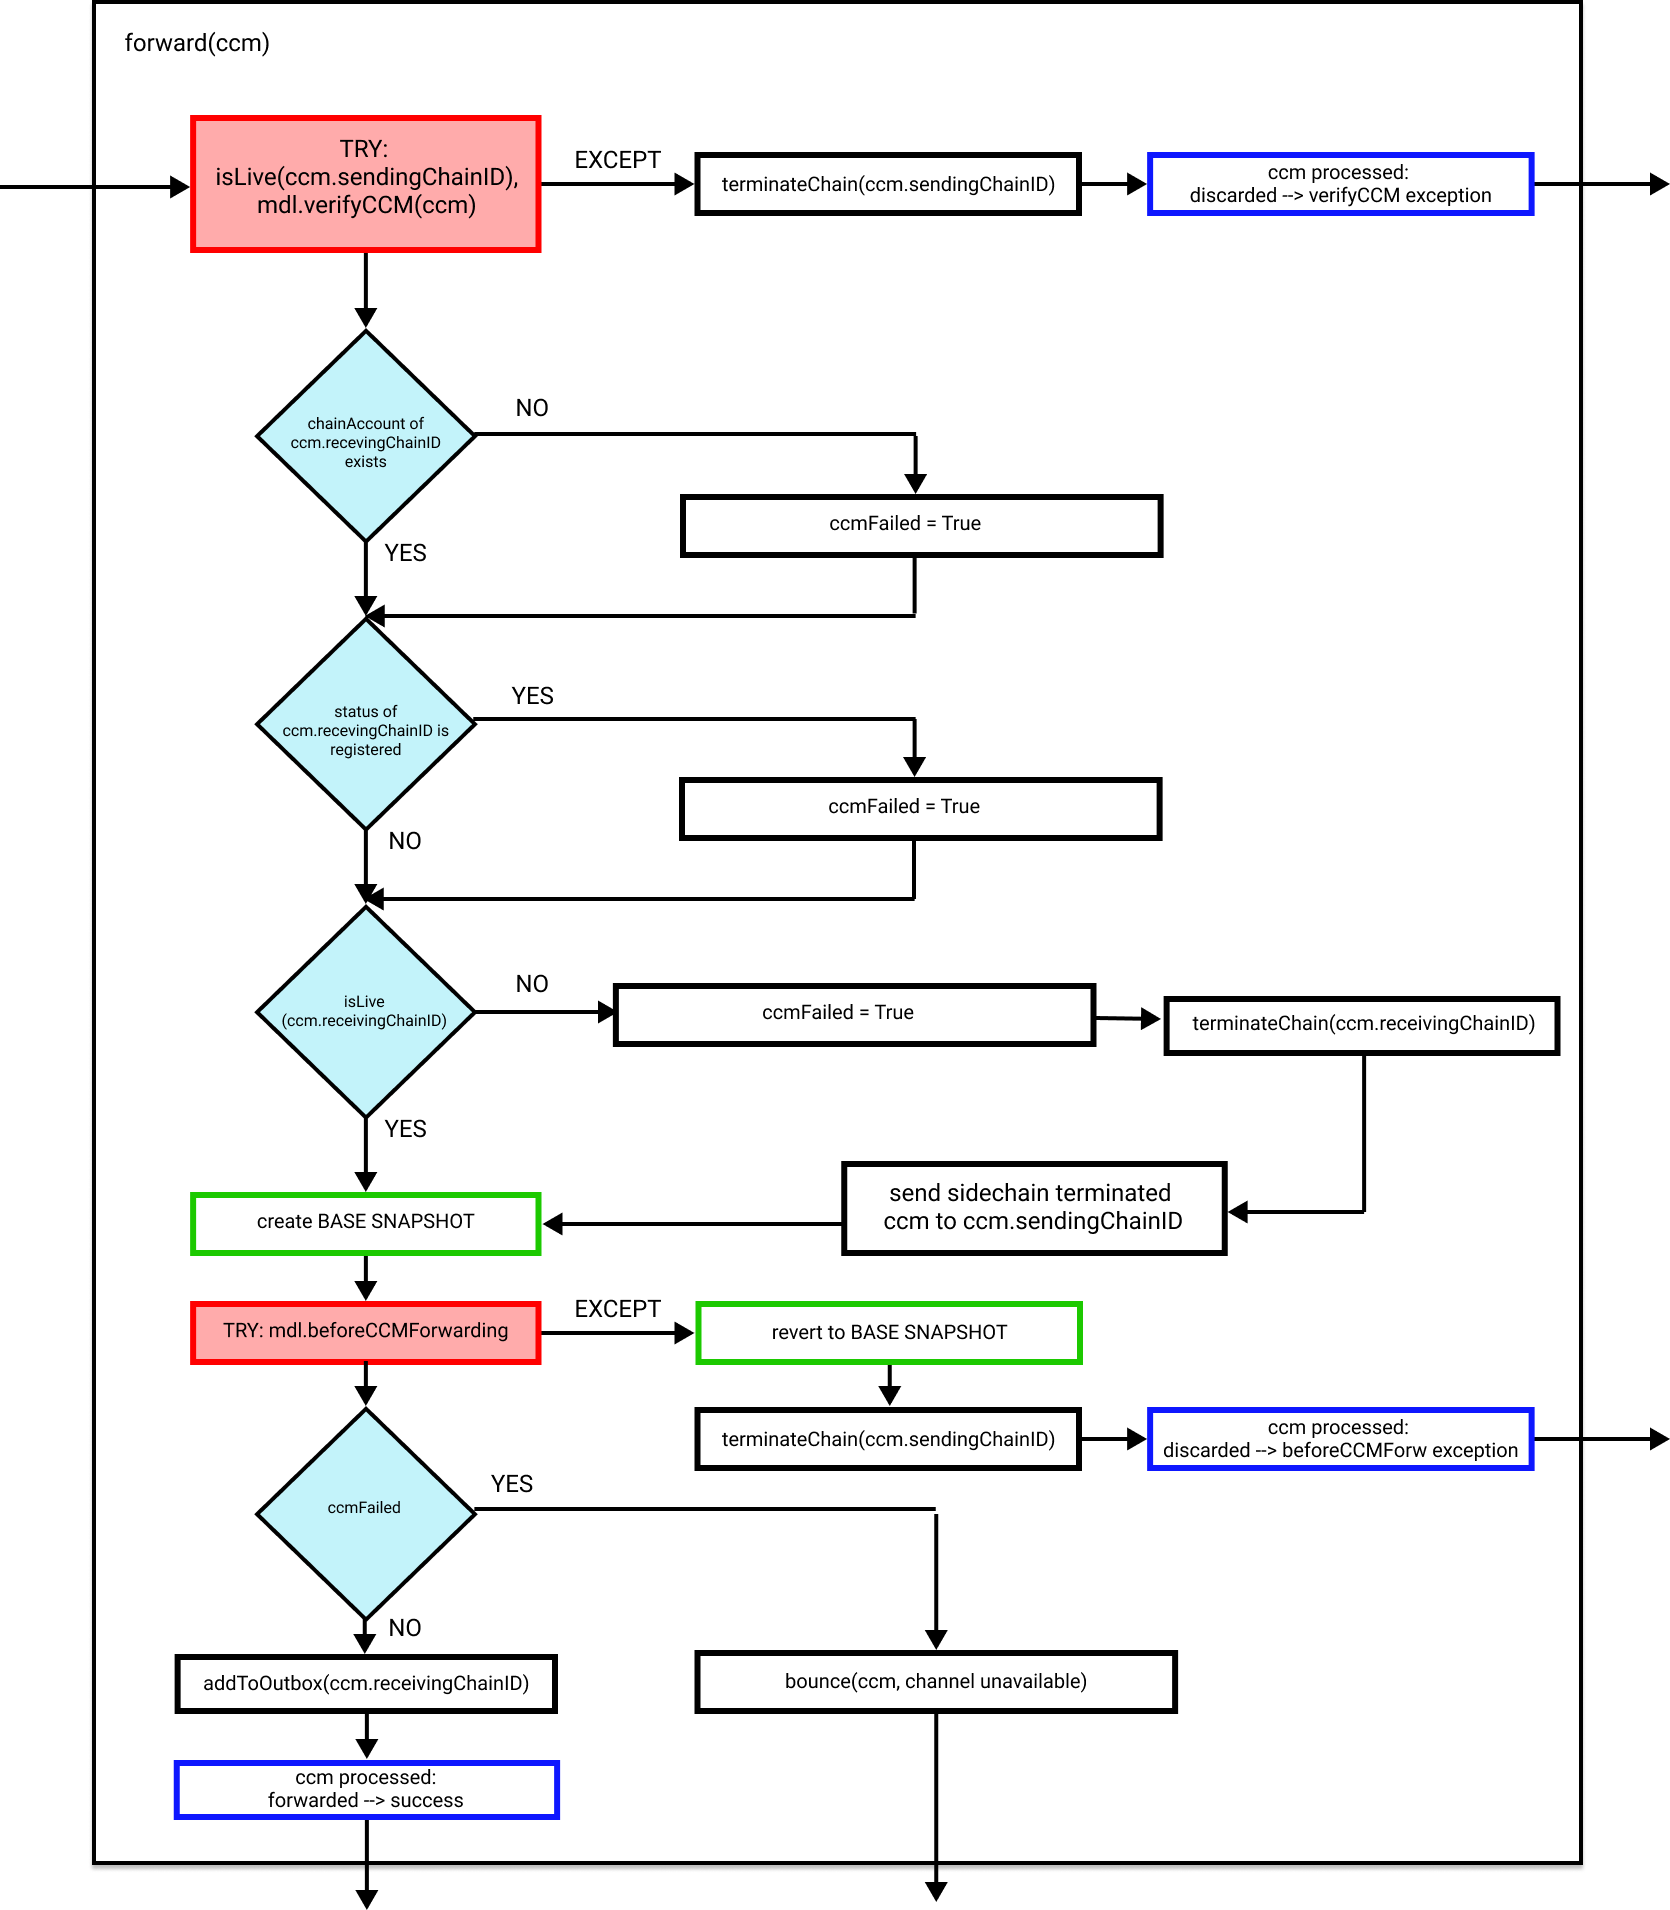 forward(ccm)
TRY:
isLive(ccm.sendingChainID),
mdl.verifyCCM(ccm)
EXCEPT
terminateChain(ccm.sendingChainID)
ccm processed:
discarded --> verifyCCM exception
chainAccount of
ccm.recevingChainID
exists
NO
ccmFailed = True
YES
status of
ccm.recevingChainID is
registered
YES
ccmFailed = True
NO
isLive
(ccm.receivingChainID)
NO
ccmFailed = True
terminateChain(ccm.receivingChainID)
YES
send sidechain terminated
ccm to ccm.sendingChainID
create BASE SNAPSHOT
TRY: mdl.beforeCCMForwarding
EXCEPT
revert to BASE SNAPSHOT
terminateChain(ccm.sendingChainID)
ccm processed:
discarded --> beforeCCMForw exception
ccmFailed
YES
NO
addToOutbox(ccm.receivingChainID)
bounce(ccm, channel unavailable)
ccm processed:
forwarded --> success